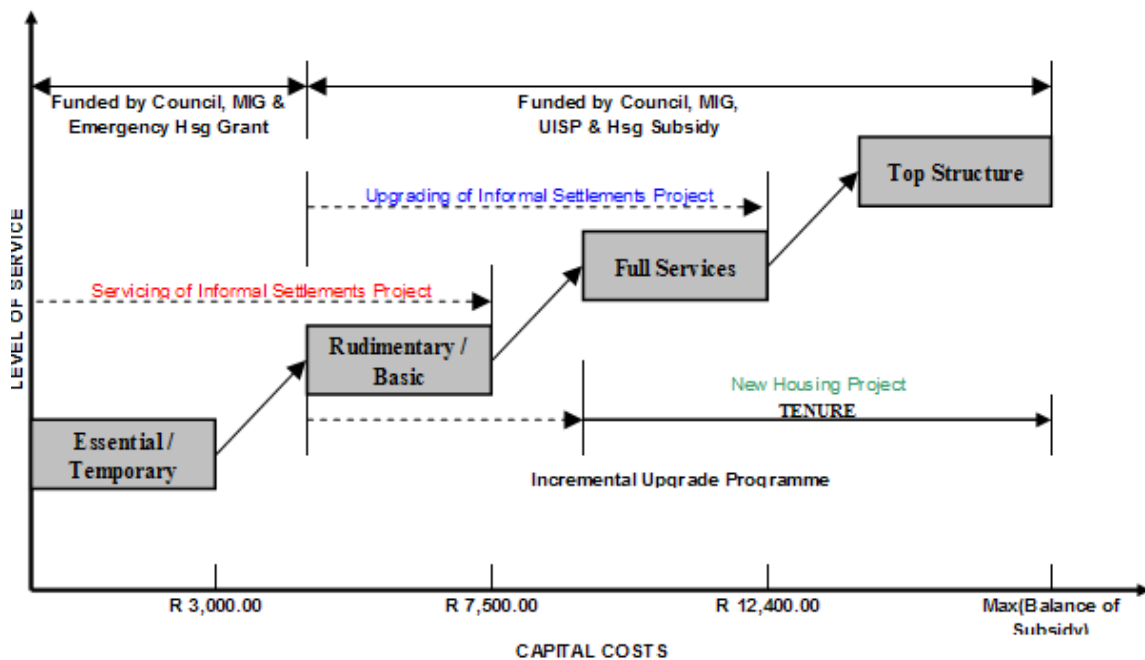 Funded by Council, MIG &
Emergency Hsg Grant
Funded by Council, MIG,
UISP & Hsg Subsidy
Top Structure
Upgrading of Informal Settlements Project
Full Services
Servicing of Informal Settlements Project
Rudimentary /
Basic
New Housing Project
TENURE
Essential /
Temporary
Incremental Upgrade Programme
LEVEL OF SERVICE
R 3,000.00
R 7,500.00
R 12,400.00
Max(Balance of
Subsidy)
CAPITAL COSTS